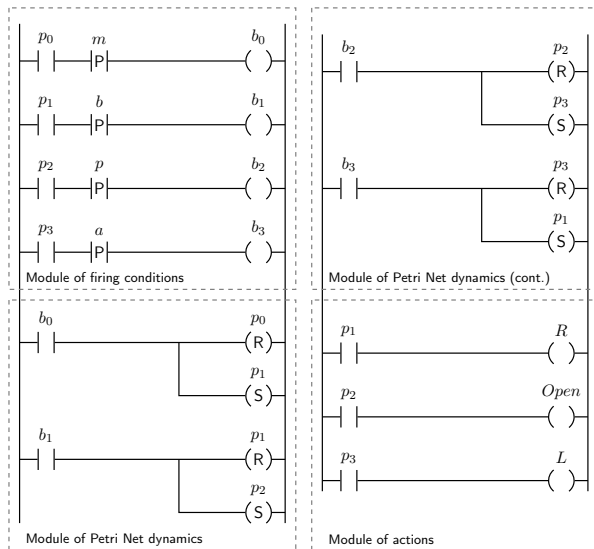 p0 m b0
P
p1 b b1
P
p2 p b2
P
p3 a b3
P
Module of firing conditions
b0 p0
R
p1
S
b1 p1
R
p2
S
Module of Petri Net dynamics
b2 p2
R
p3
S
b3 p3
R
p1
S
Module of Petri Net dynamics (cont.)
p1 R
p2 Open
p3 L
Module of actions